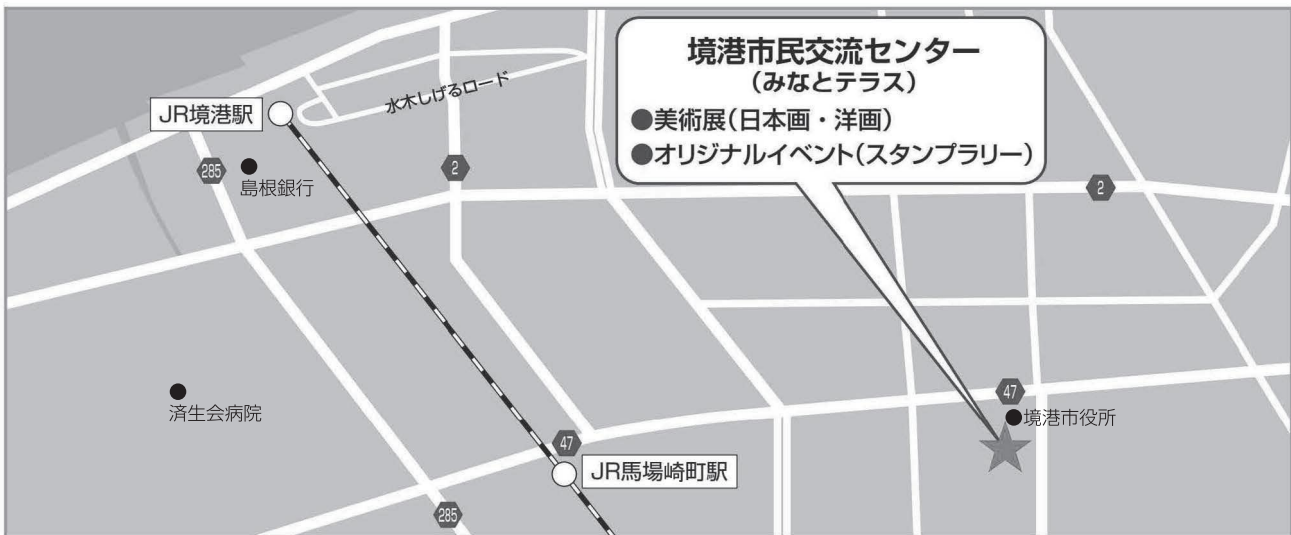 境港市民交流センター
(みなとテラス)
●美術展(日本画・洋画)
●オリジナルイベント(スタンプラリー)
水木しげるロード
JR境港駅
285
島根銀行
2
2
済生会病院
47
境港市役所
47
JR馬場崎町駅
285